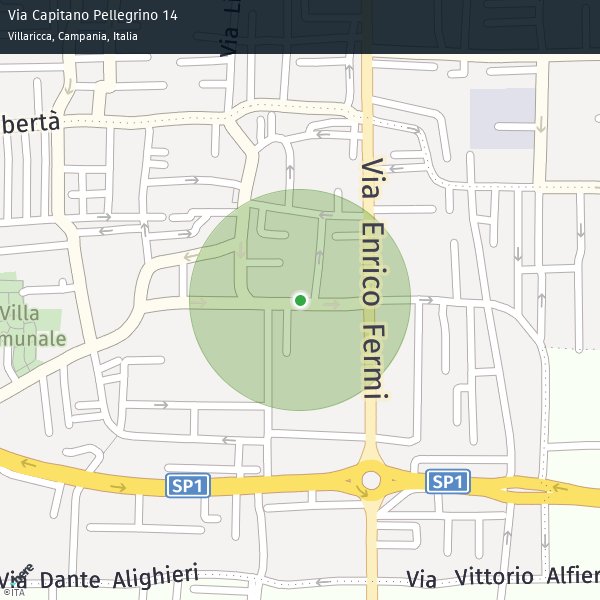 Via Capitano Pellegrino 14
Villaricca, Campania, Italia
Via Li
bertà
Via Enrico Fermi
Villa
munale
SP1
SP1
Via Dante Alighieri
Via Vittorio Alfier
here
©ITA